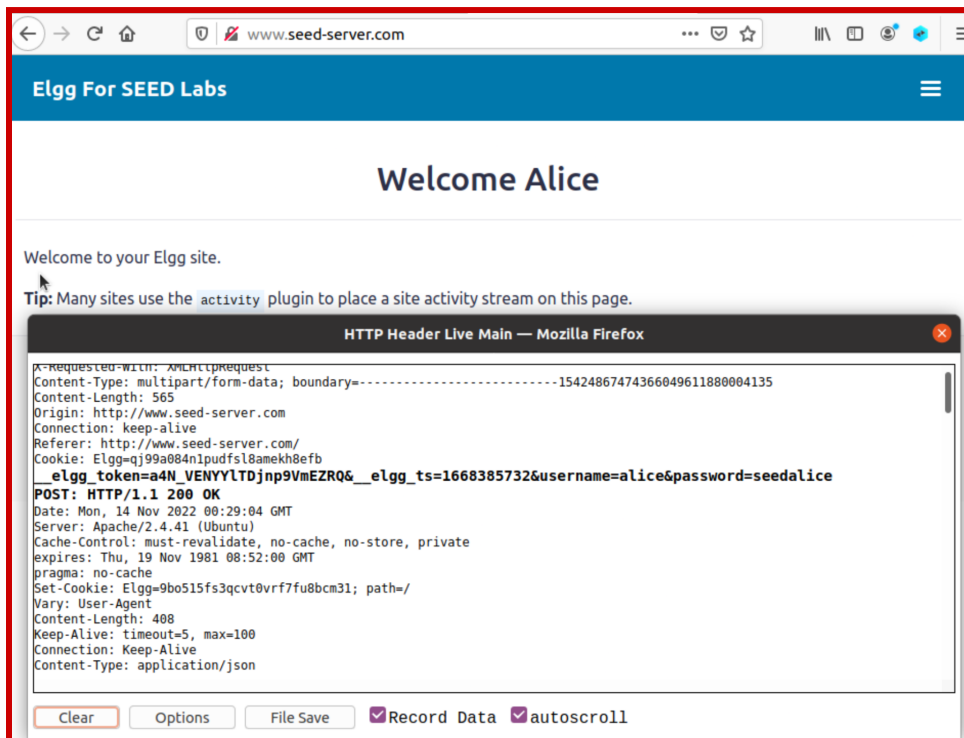 www.seed-server.com
Elgg For SEED Labs
Welcome Alice
Welcome to your Elgg site.
Tip: Many sites use the activity plugin to place a site activity stream on this page.
HTTP Header Live Main — Mozilla Firefox
X-Requested-With: XMLHttpRequest
Content-Type: multipart/form-data; boundary=---------------------------15424867474366049611880004135
Content-Length: 565
Origin: http://www.seed-server.com
Connection: keep-alive
Referer: http://www.seed-server.com/
Cookie: Elgg=qj99a084n1pudfsl8amekh8efb
__elgg_token=a4N_VENYYlTDjnp9VmEZRQ&__elgg_ts=1668385732&username=alice&password=seedalice
POST: HTTP/1.1 200 OK
Date: Mon, 14 Nov 2022 00:29:04 GMT
Server: Apache/2.4.41 (Ubuntu)
Cache-Control: must-revalidate, no-cache, no-store, private
expires: Thu, 19 Nov 1981 08:52:00 GMT
pragma: no-cache
Set-Cookie: Elgg=9bo515fs3qcvt0vrf7fu8bcm31; path=/
Vary: User-Agent
Content-Length: 408
Keep-Alive: timeout=5, max=100
Connection: Keep-Alive
Content-Type: application/json
Clear Options File Save Record Data autoscroll